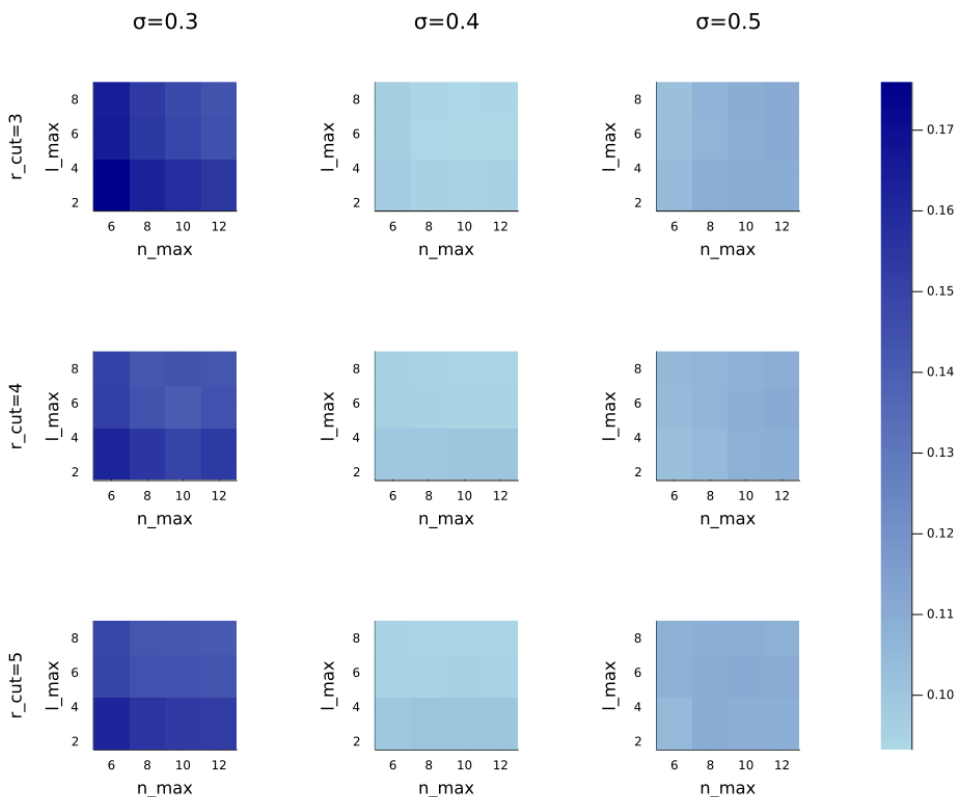 σ=0.3
σ=0.4
σ=0.5
r_cut=3
l_max
8
6
4
2
6 8 10 12
n_max
l_max
8
6
4
2
6 8 10 12
n_max
l_max
8
6
4
2
6 8 10 12
n_max
r_cut=4
l_max
8
6
4
2
6 8 10 12
n_max
l_max
8
6
4
2
6 8 10 12
n_max
l_max
8
6
4
2
6 8 10 12
n_max
r_cut=5
l_max
8
6
4
2
6 8 10 12
n_max
l_max
8
6
4
2
6 8 10 12
n_max
l_max
8
6
4
2
6 8 10 12
n_max
0.17
0.16
0.15
0.14
0.13
0.12
0.11
0.10